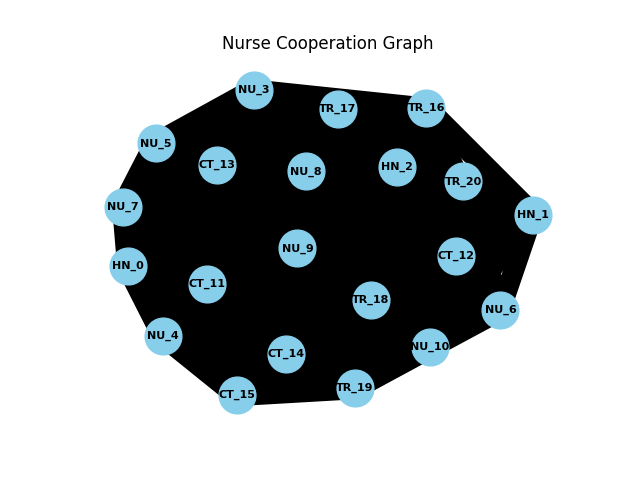 Nurse Cooperation Graph
NU_3
TR_17
TR_16
NU_5
CT_13
NU_8
HN_2
TR_20
NU_7
HN_1
NU_9
CT_12
HN_0
CT_11
TR_18
NU_6
NU_4
CT_14
NU_10
CT_15
TR_19